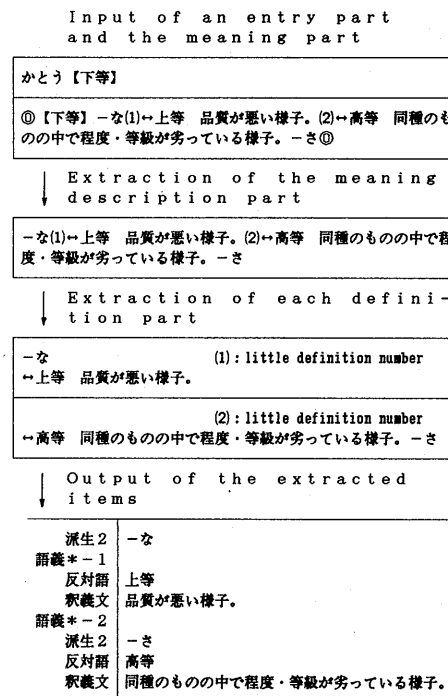 Input of an entry part
and the meaning part
かとう【下等】
⓪【下等】－な(1)↔上等 品質が悪い様子。(2)↔高等 同種のも
のの中で程度・等級が劣っている様子。－さ⓪
Extraction of the meaning
description part
－な(1)↔上等 品質が悪い様子。(2)↔高等 同種のものの中で程
度・等級が劣っている様子。－さ
Extraction of each defini-
tion part
－な (1): little definition number
↔上等 品質が悪い様子。
(2): little definition number
↔高等 同種のものの中で程度・等級が劣っている様子。－さ
Output of the extracted
items
派生2 －な
語義*－1
反対語 上等
釈義文 品質が悪い様子。
語義*－2
派生2 －さ
反対語 高等
釈義文 同種のものの中で程度・等級が劣っている様子。